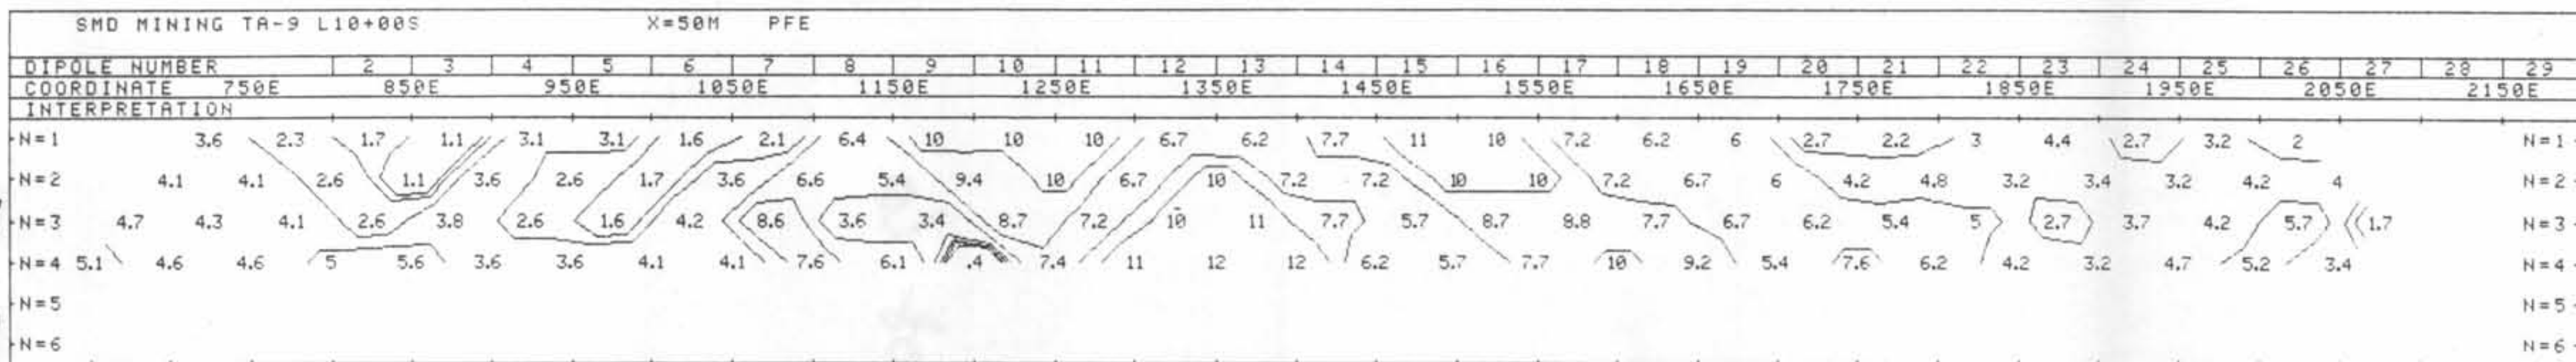 SMD MINING TA-9 L10+00S X=50M PFE
DIPOLE NUMBER 2 3 4 5 6 7 8 9 10 11 12 13 14 15 16 17 18 19 20 21 22 23 24 25 26 27 28 29
COORDINATE 750E 850E 950E 1050E 1150E 1250E 1350E 1450E 1550E 1650E 1750E 1850E 1950E 2050E 2150E
INTERPRETATION
N=1 3.6 2.3 1.7 1.1 3.1 3.1 1.6 2.1 6.4 10 10 10 6.7 6.2 7.7 11 10 7.2 6.2 6 2.7 2.2 3 4.4 2.7 3.2 2 N=1
N=2 4.1 4.1 2.6 1.1 3.6 2.6 1.7 3.6 6.6 5.4 9.4 10 6.7 10 7.2 7.2 10 10 7.2 6.7 6 4.2 4.8 3.2 3.4 3.2 4.2 4 N=2
N=3 4.7 4.3 4.1 2.6 3.8 2.6 1.6 4.2 8.6 3.6 3.4 8.7 7.2 10 11 7.7 5.7 8.7 8.8 7.7 6.7 6.2 5.4 5 2.7 3.7 4.2 5.7 1.7 N=3
N=4 5.1 4.6 4.6 5 5.6 3.6 3.6 4.1 4.1 7.6 6.1 .4 7.4 11 12 12 6.2 5.7 7.7 10 9.2 5.4 7.6 6.2 4.2 3.2 4.7 5.2 3.4 N=4
N=5 N=5
N=6 N=6